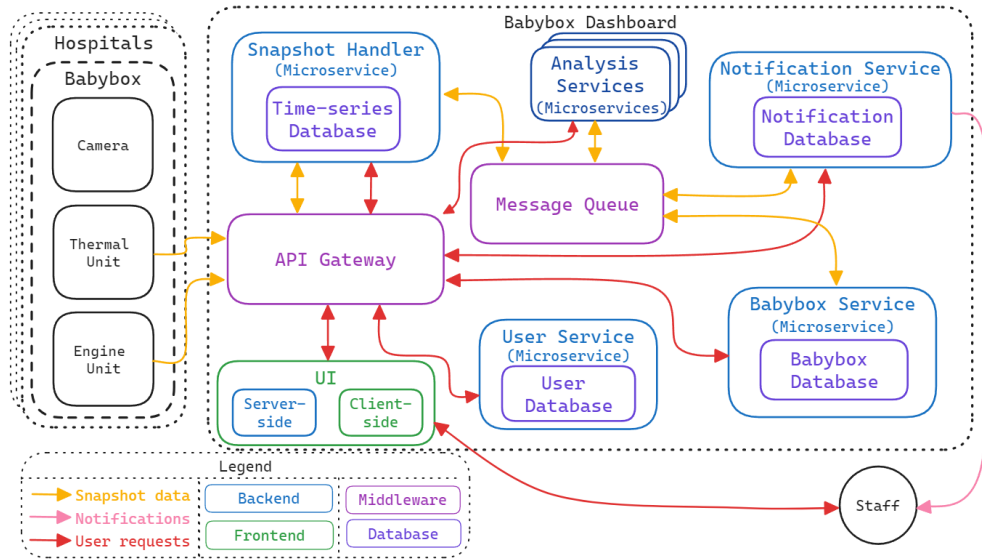 Hospitals
Babybox
Camera
Thermal
Unit
Engine
Unit
Babybox Dashboard
Snapshot Handler
(Microservice)
Time-series
Database
Analysis
Services
(Microservices)
Notification Service
(Microservice)
Notification
Database
Message Queue
API Gateway
Babybox Service
(Microservice)
Babybox
Database
User Service
(Microservice)
User
Database
UI
Server-
side
Client-
side
Legend
Snapshot data
Notifications
User requests
Backend
Frontend
Middleware
Database
Staff